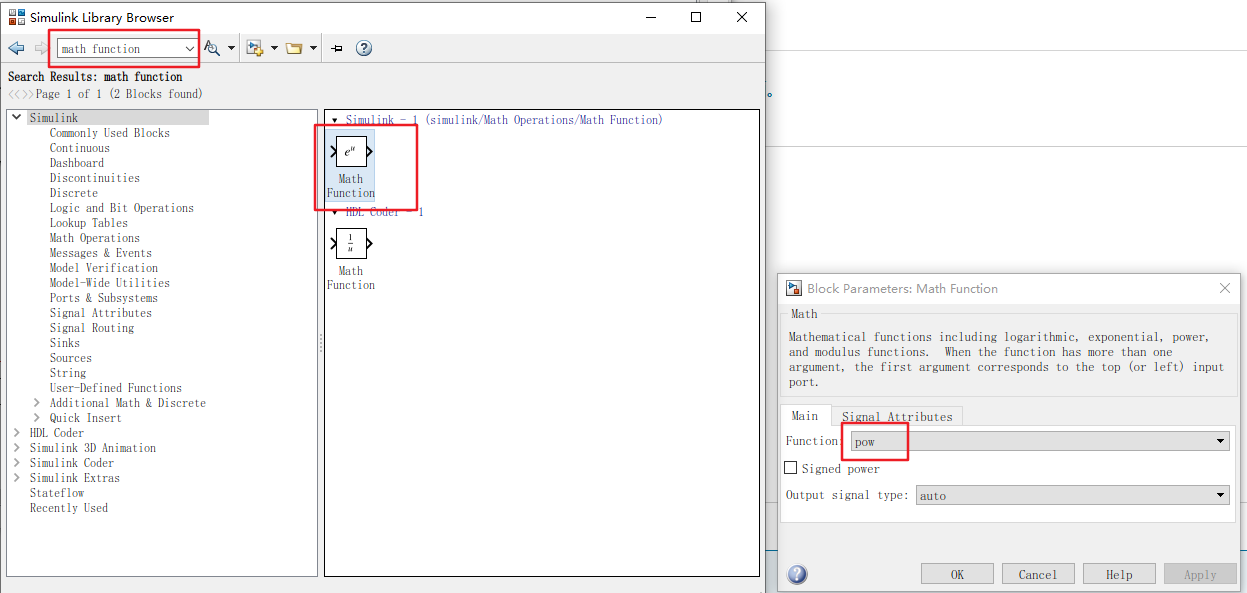 Simulink Library Browser
math function
Search Results: math function
<<>>Page 1 of 1 (2 Blocks found)
Simulink
Commonly Used Blocks
Continuous
Dashboard
Discontinuities
Discrete
Logic and Bit Operations
Lookup Tables
Math Operations
Messages & Events
Model Verification
Model-Wide Utilities
Ports & Subsystems
Signal Attributes
Signal Routing
Sinks
Sources
String
User-Defined Functions
Additional Math & Discrete
Quick Insert
HDL Coder
Simulink 3D Animation
Simulink Coder
Simulink Extras
Stateflow
Recently Used
Simulink - 1 (simulink/Math Operations/Math Function)
e^u
Math
Function
HDL Coder - 1
1
u
Math
Function
。
Block Parameters: Math Function
Math
Mathematical functions including logarithmic, exponential, power,
and modulus functions.  When the function has more than one
argument, the first argument corresponds to the top (or left) input
port.
Main
Signal Attributes
Function: pow
Signed power
Output signal type: auto
OK
Cancel
Help
Apply